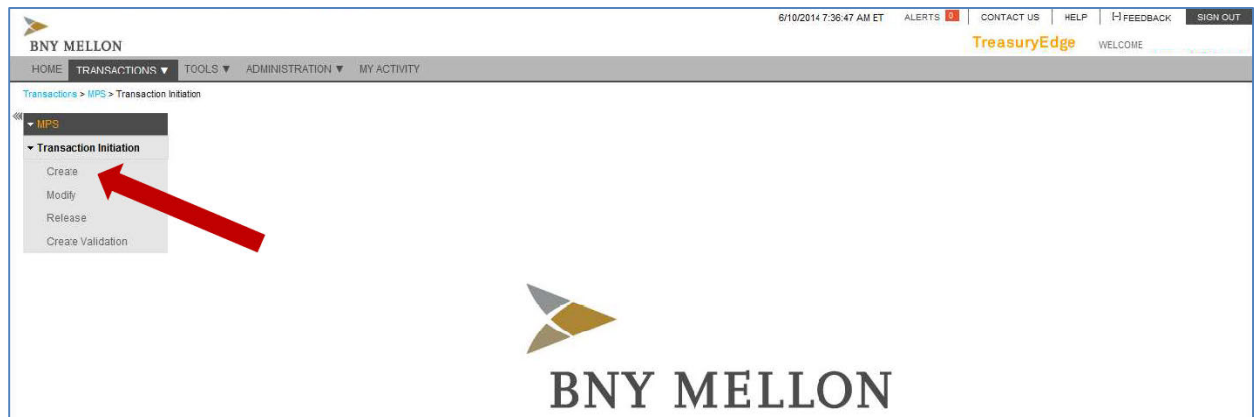 6/10/2014 7:36:47 AM ET ALERTS 0 CONTACT US HELP [-] FEEDBACK SIGN OUT
BNY MELLON
TreasuryEdge WELCOME
HOME TRANSACTIONS ▼ TOOLS ▼ ADMINISTRATION ▼ MY ACTIVITY
Transactions > MPS > Transaction Initiation
MPS
Transaction Initiation
Create
Modify
Release
Create Validation
BNY MELLON